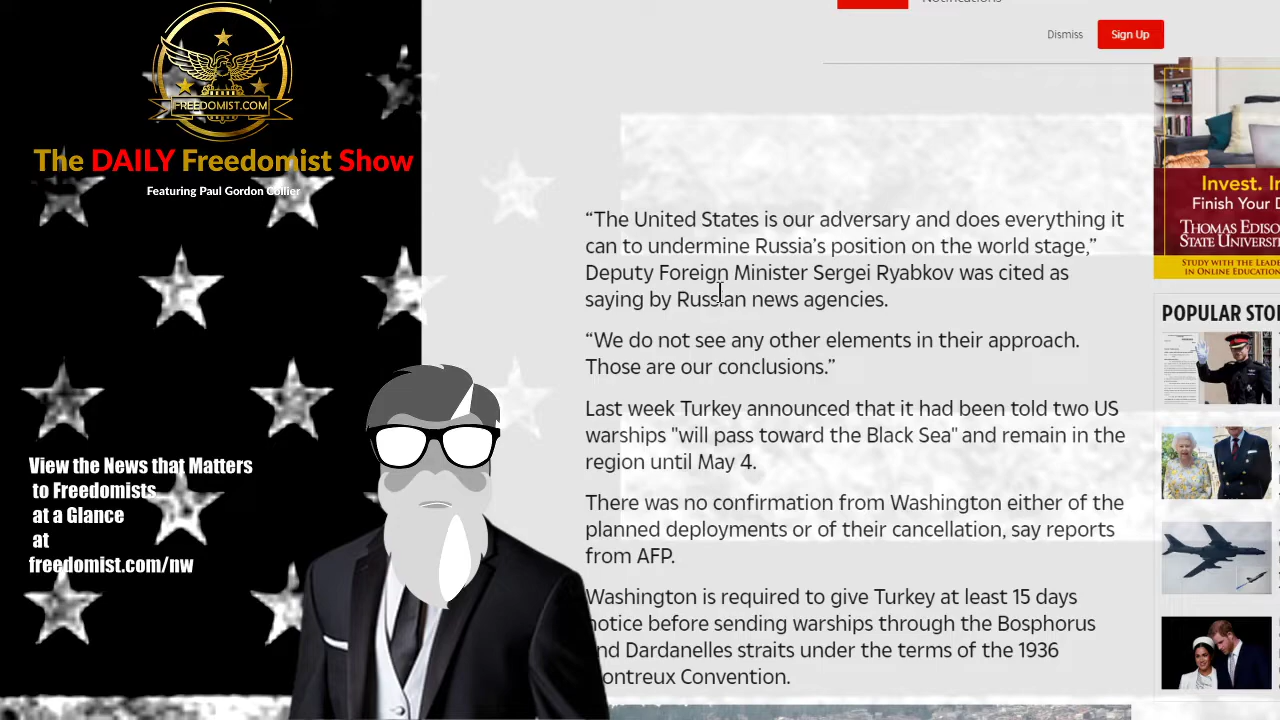 Notifications
Dismiss
Sign Up
FREEDOMIST.COM
The DAILY Freedomist Show
Featuring Paul Gordon Collier
“The United States is our adversary and does everything it
can to undermine Russia’s position on the world stage,”
Deputy Foreign Minister Sergei Ryabkov was cited as
saying by Russian news agencies.
“We do not see any other elements in their approach.
Those are our conclusions.”
Last week Turkey announced that it had been told two US
warships "will pass toward the Black Sea" and remain in the
region until May 4.
There was no confirmation from Washington either of the
planned deployments or of their cancellation, say reports
from AFP.
Washington is required to give Turkey at least 15 days
notice before sending warships through the Bosphorus
and Dardanelles straits under the terms of the 1936
Montreux Convention.
View the News that Matters
to Freedomists
at a Glance
at
freedomist.com/nw
Invest.
Finish Your
THOMAS
STATE
STUDY WITH THE
IN ONLINE
POPULAR